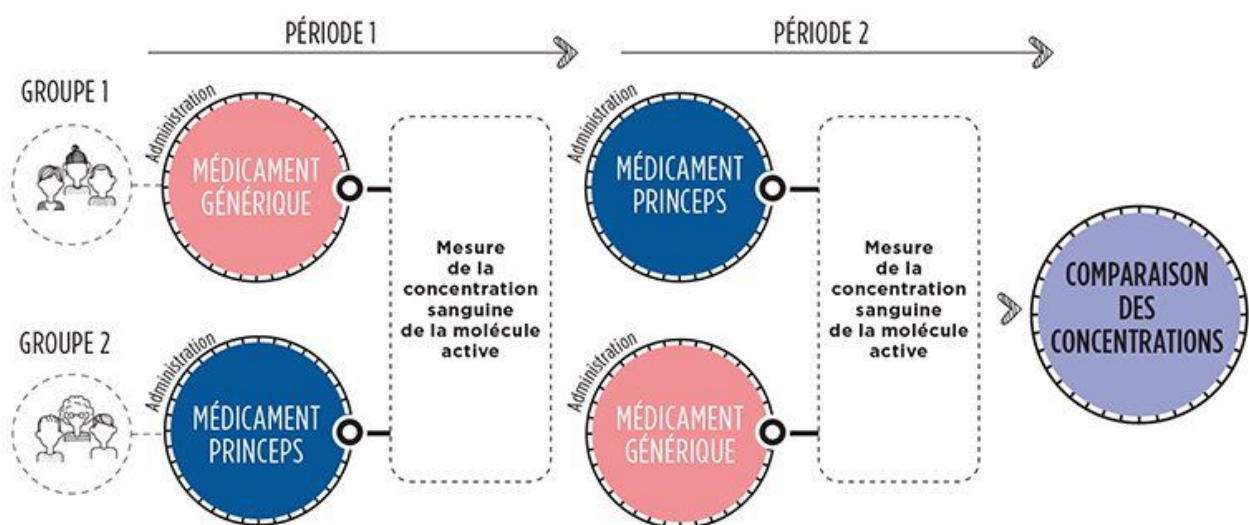 PÉRIODE 1
PÉRIODE 2
GROUPE 1
Administration
MÉDICAMENT
GÉNÉRIQUE
Mesure
de la
concentration
sanguine
de la molécule
active
Administration
MÉDICAMENT
PRINCEPS
Mesure
de la
concentration
sanguine
de la molécule
active
COMPARAISON
DES
CONCENTRATIONS
GROUPE 2
Administration
MÉDICAMENT
PRINCEPS
Administration
MÉDICAMENT
GÉNÉRIQUE